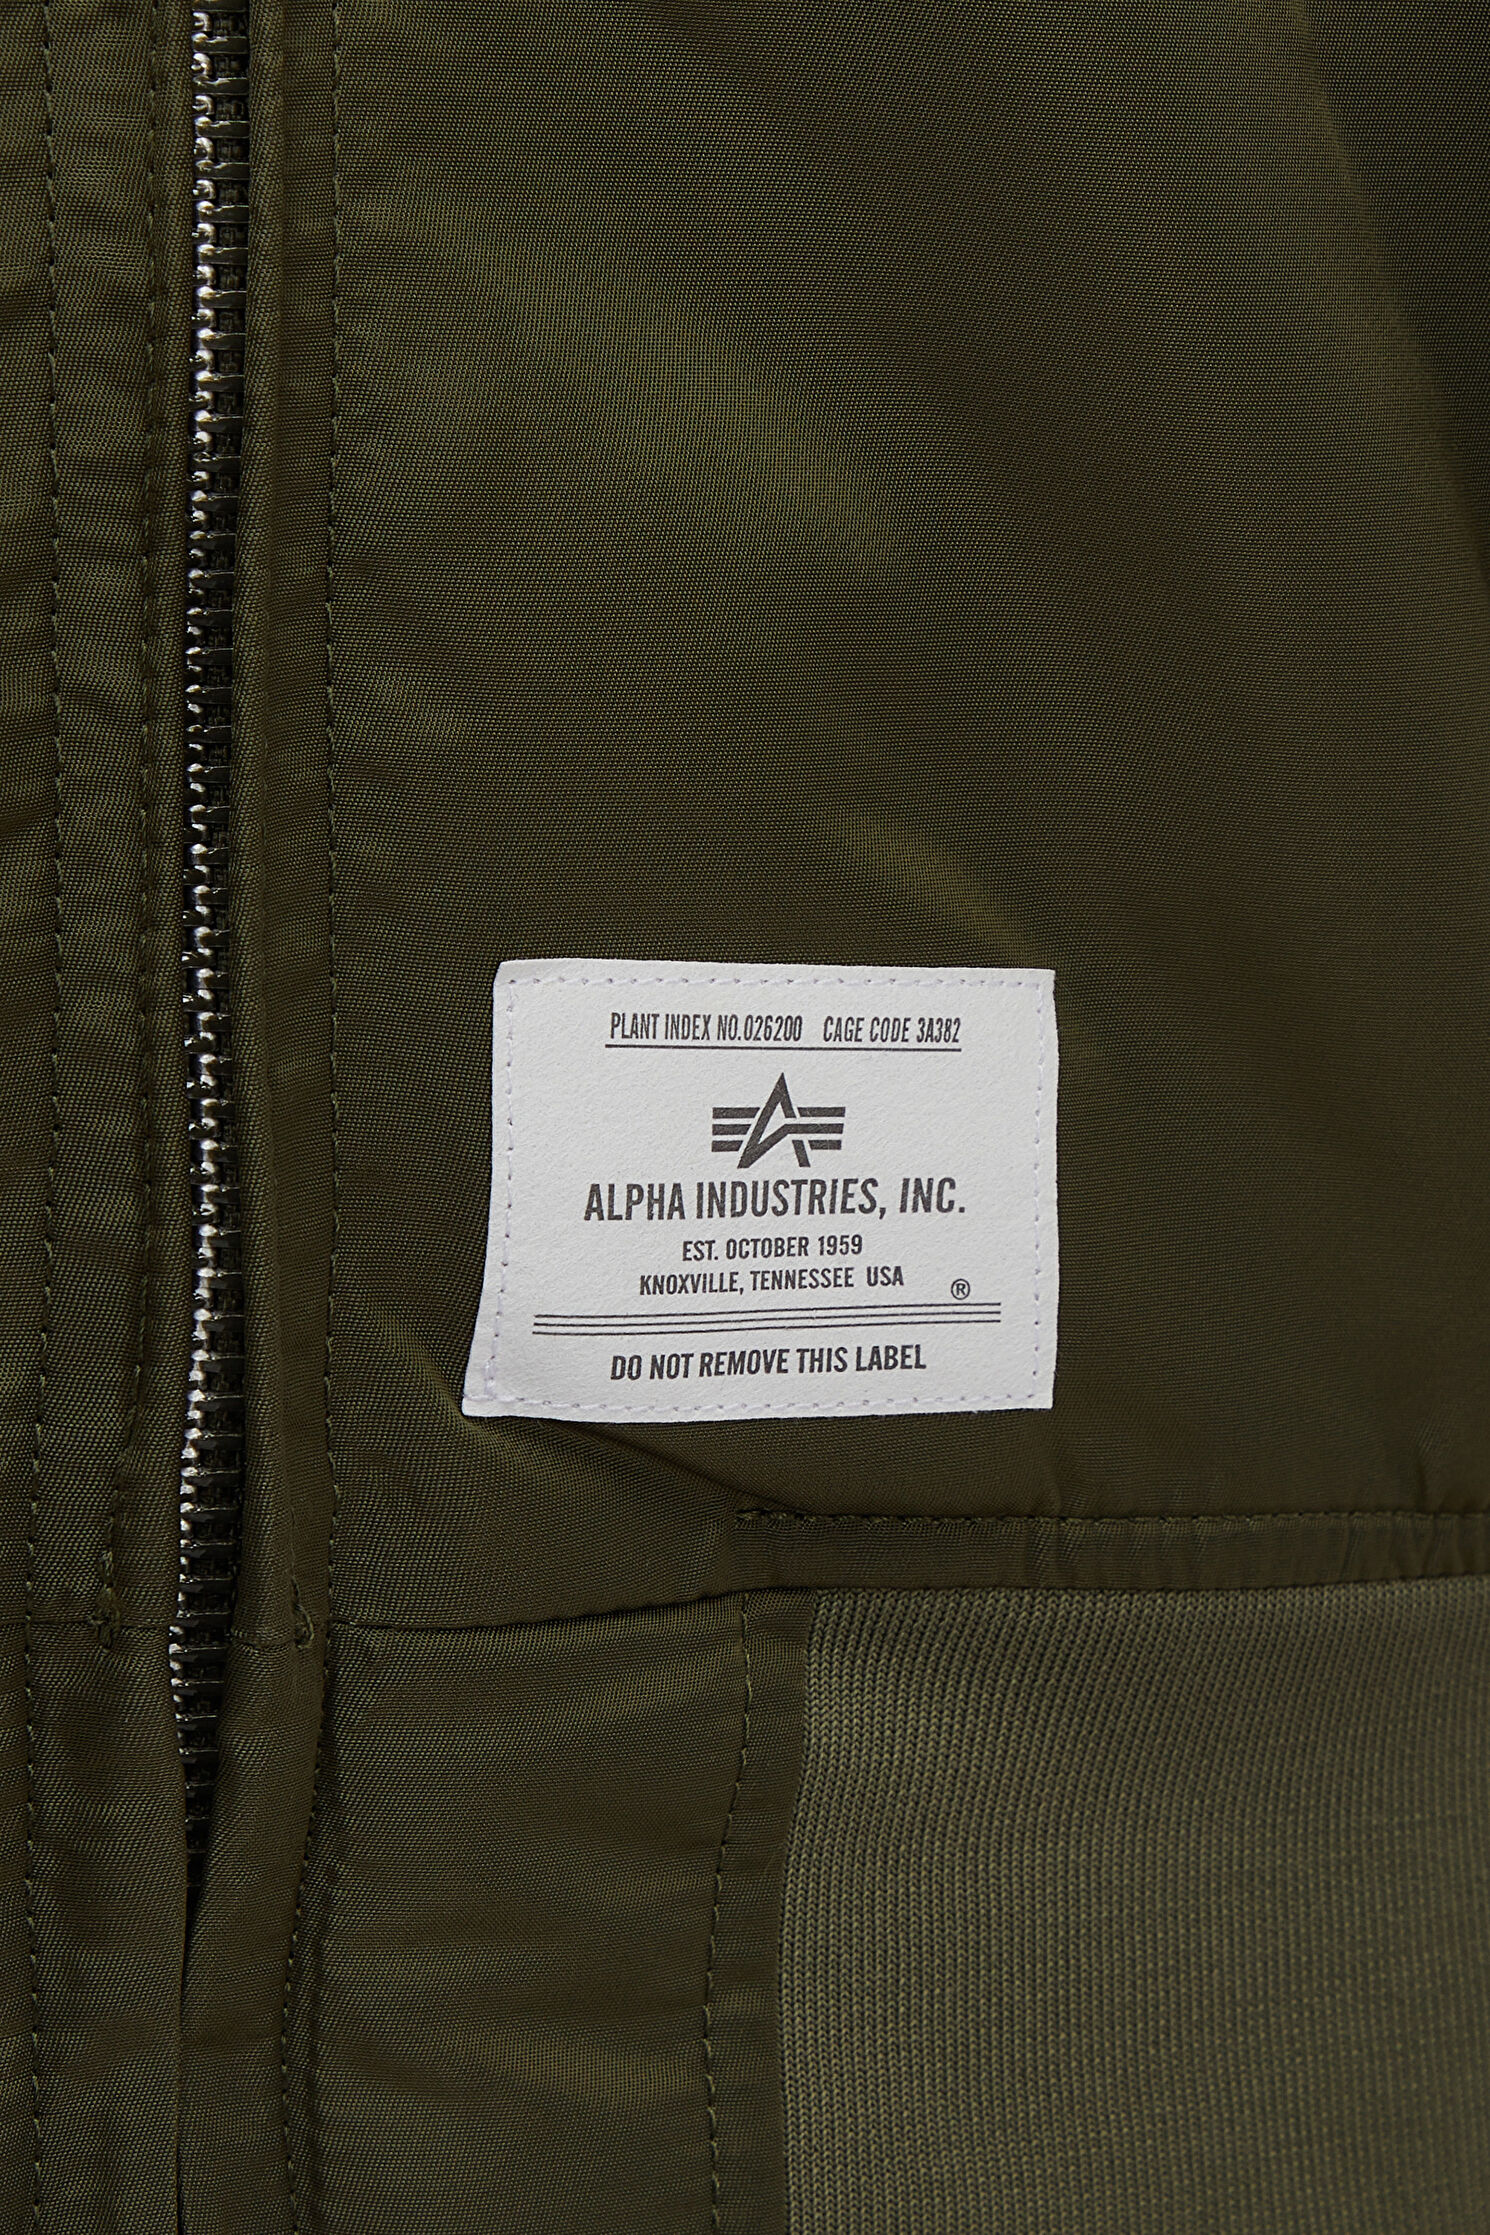 PLANT INDEX NO.026200 CAGE CODE 3A382
ALPHA INDUSTRIES, INC.
EST. OCTOBER 1959
KNOXVILLE, TENNESSEE USA ®
DO NOT REMOVE THIS LABEL